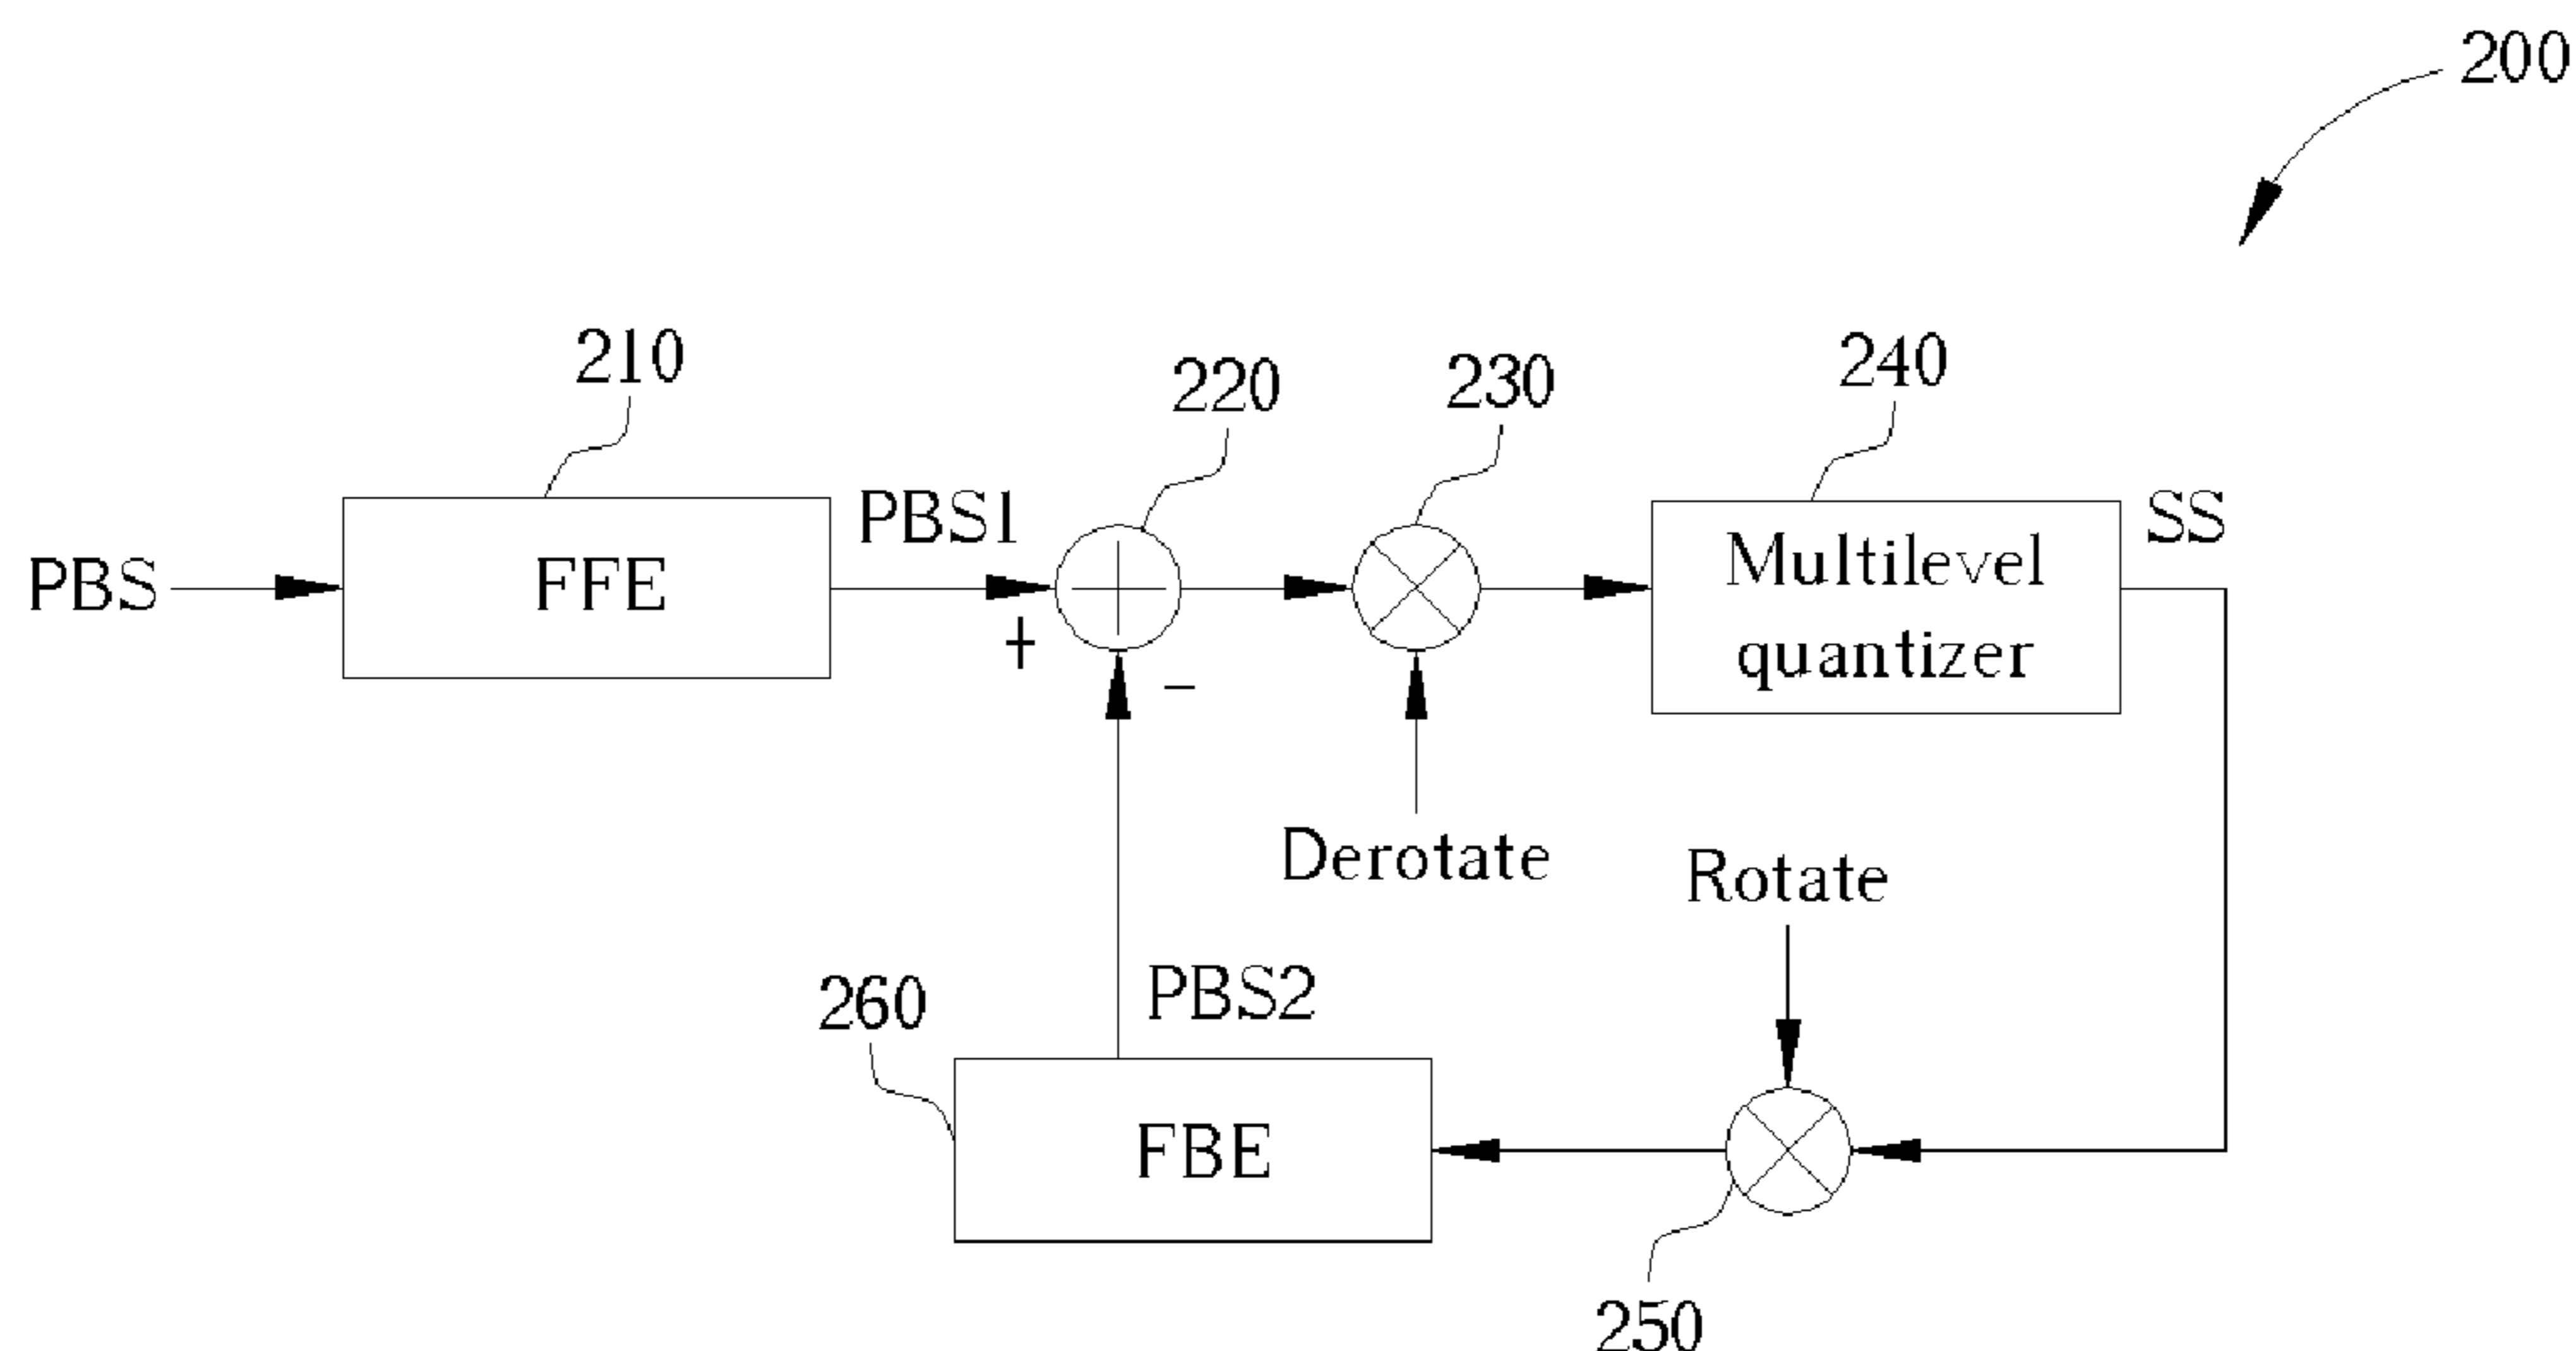 200
210
220
230
240
PBS
FFE
PBS1
+
-
Multilevel
quantizer
SS
Derotate
Rotate
260
PBS2
FBE
250